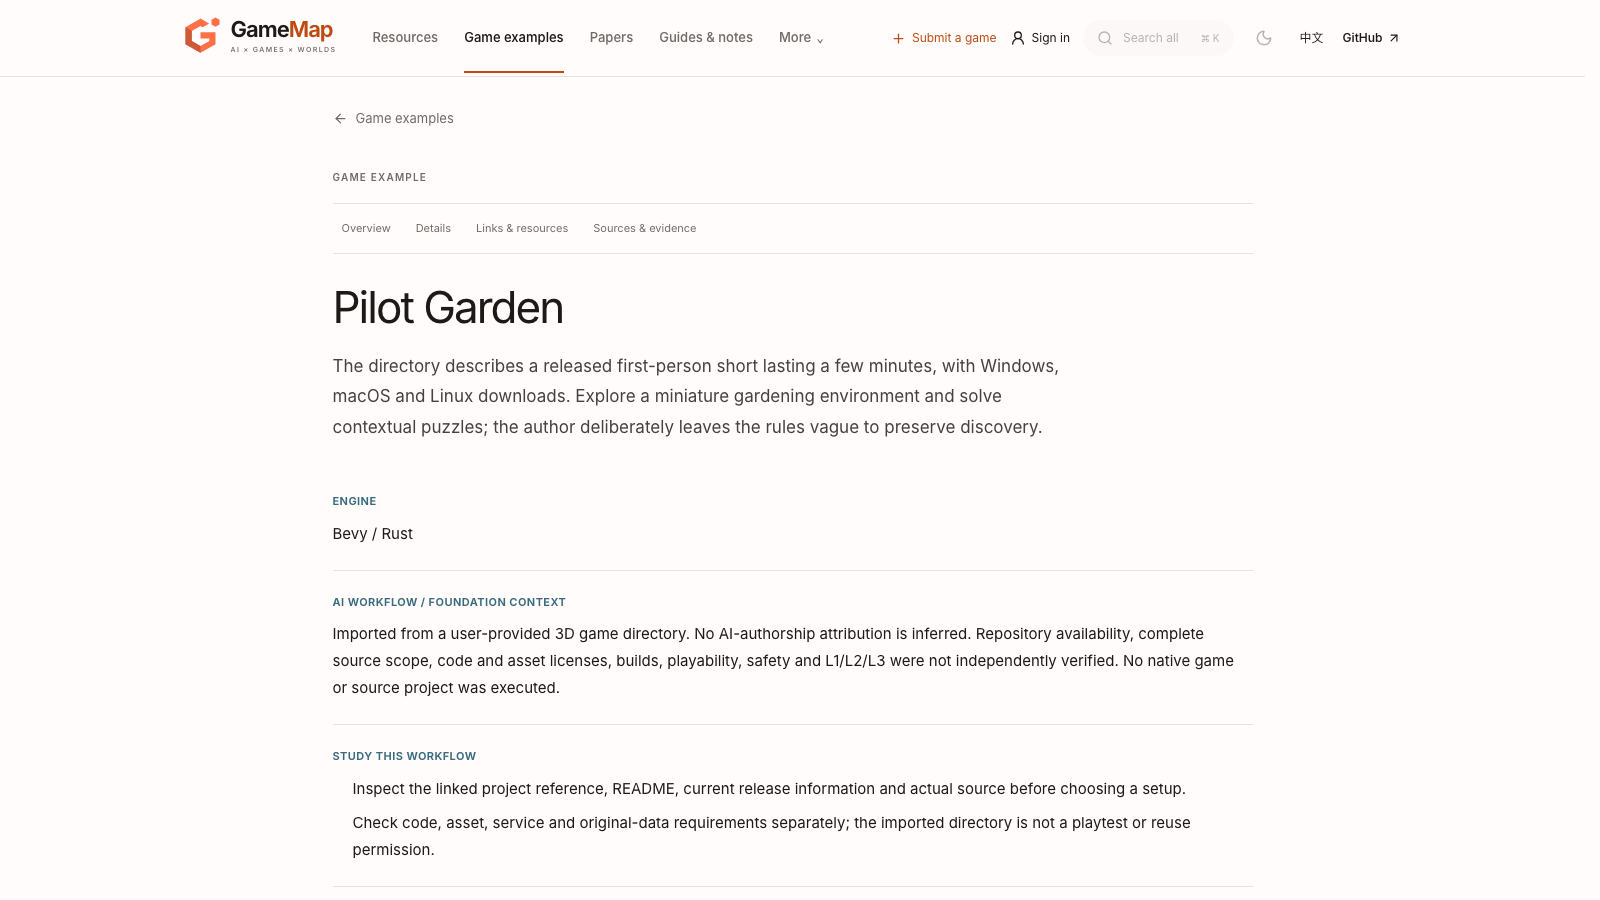 GameMap
AI × GAMES × WORLDS
Resources
Game examples
Papers
Guides & notes
More
Submit a game
Sign in
Search all
⌘ K
中文
GitHub
Game examples
GAME EXAMPLE
Overview
Details
Links & resources
Sources & evidence
Pilot Garden
The directory describes a released first-person short lasting a few minutes, with Windows,
macOS and Linux downloads. Explore a miniature gardening environment and solve
contextual puzzles; the author deliberately leaves the rules vague to preserve discovery.
ENGINE
Bevy / Rust
AI WORKFLOW / FOUNDATION CONTEXT
Imported from a user-provided 3D game directory. No AI-authorship attribution is inferred. Repository availability, complete
source scope, code and asset licenses, builds, playability, safety and L1/L2/L3 were not independently verified. No native game
or source project was executed.
STUDY THIS WORKFLOW
Inspect the linked project reference, README, current release information and actual source before choosing a setup.
Check code, asset, service and original-data requirements separately; the imported directory is not a playtest or reuse
permission.